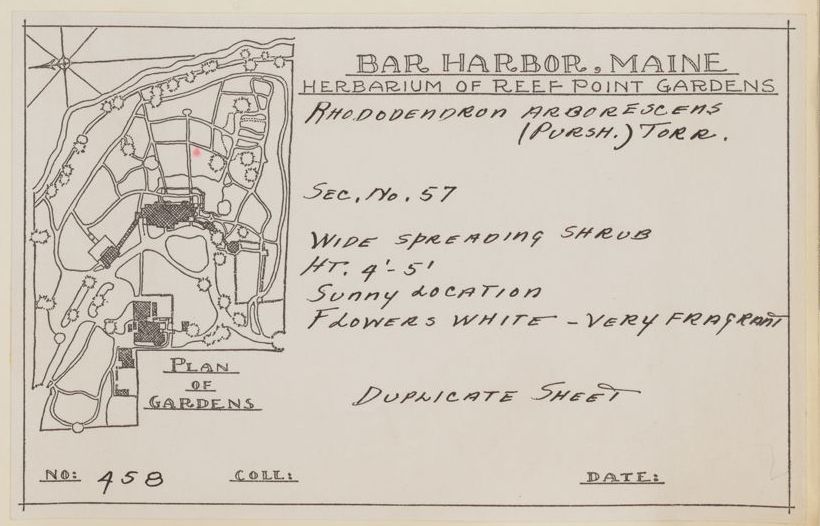 BAR HARBOR, MAINE
HERBARIUM OF REEF POINT GARDENS
RHODODENDRON ARBORESCENS
(PURSH.) TORR.
SEC. NO. 57
WIDE SPREADING SHRUB
HT. 4'-5'
SUNNY LOCATION
FLOWERS WHITE - VERY FRAGRANT
PLAN
OF
GARDENS
DUPLICATE SHEET
NO: 458 COLL: DATE: